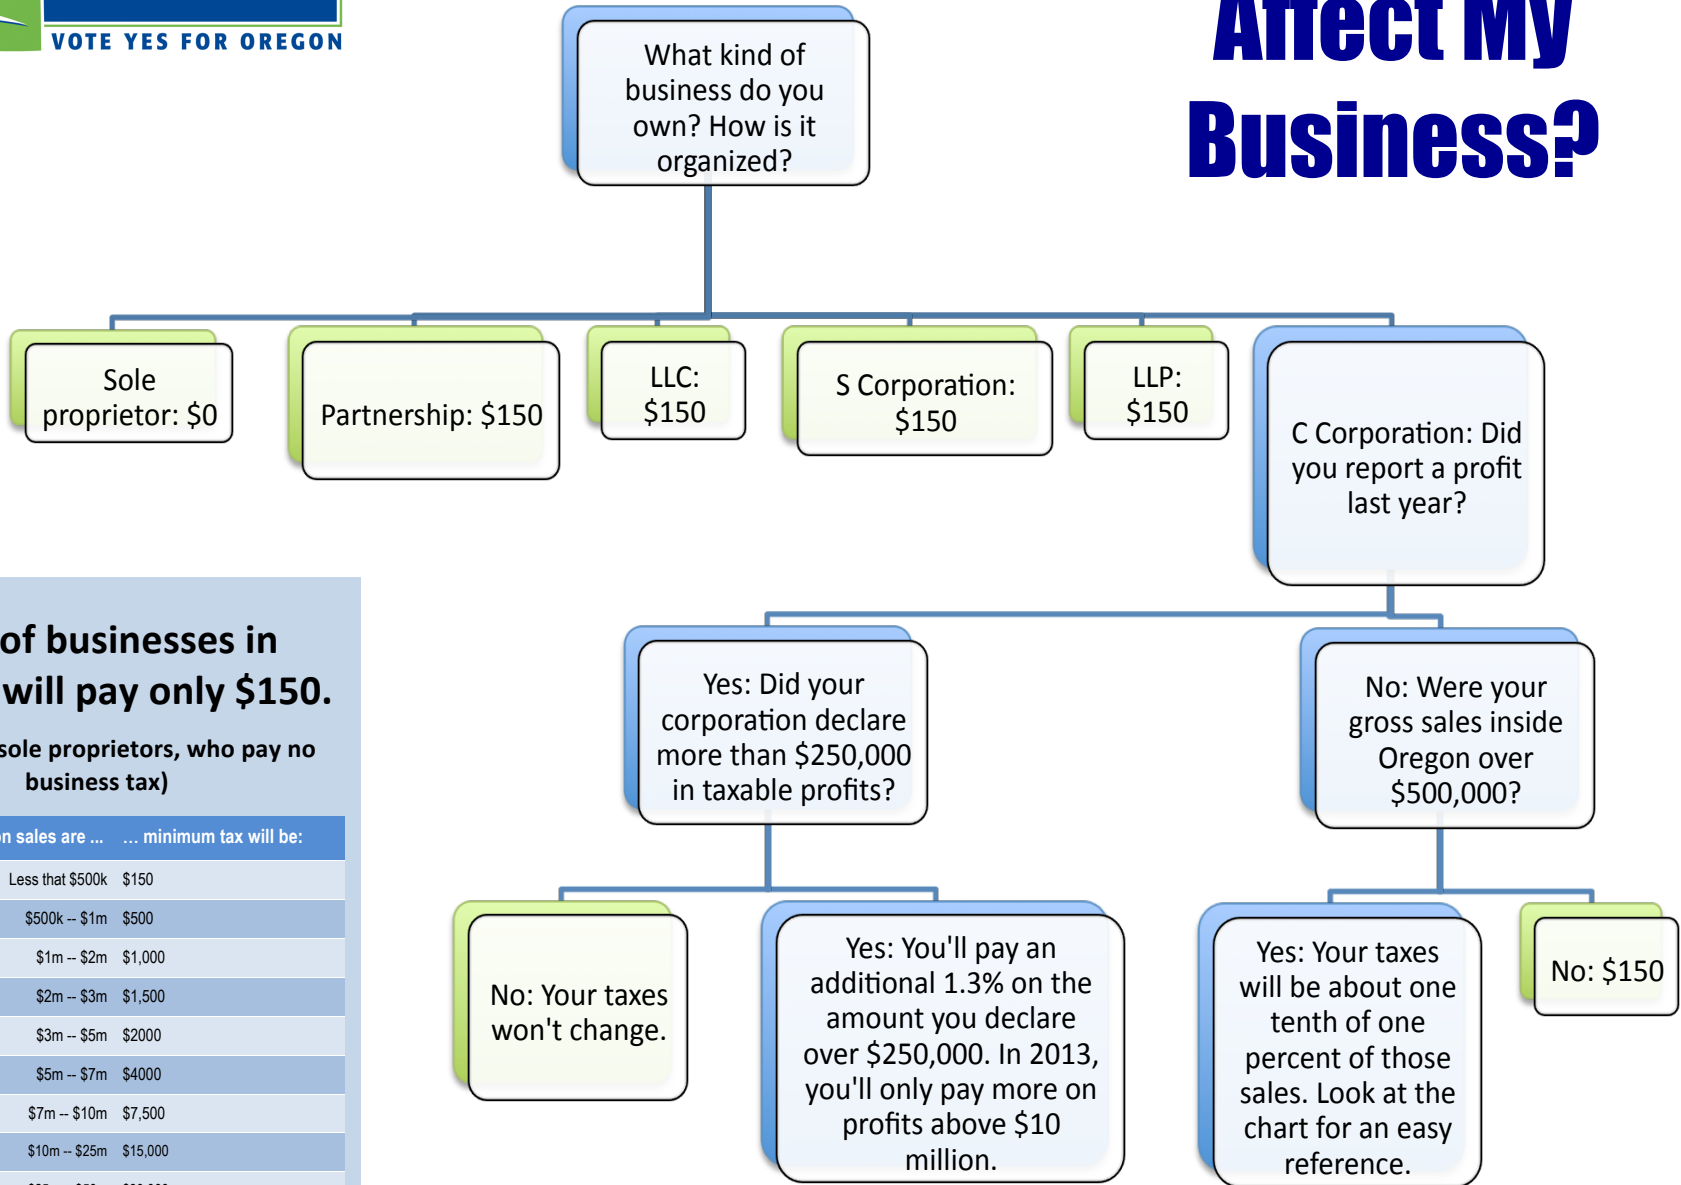 VOTE YES FOR OREGON
Affect My
Business?
What kind of
business do you
own? How is it
organized?
Sole
proprietor: $0
Partnership: $150
LLC:
$150
S Corporation:
$150
LLP:
$150
C Corporation: Did
you report a profit
last year?
Yes: Did your
corporation declare
more than $250,000
in taxable profits?
No: Were your
gross sales inside
Oregon over
$500,000?
No: Your taxes
won't change.
Yes: You'll pay an
additional 1.3% on the
amount you declare
over $250,000. In 2013,
you'll only pay more on
profits above $10
million.
Yes: Your taxes
will be about one
tenth of one
percent of those
sales. Look at the
chart for an easy
reference.
No: $150
of businesses in
will pay only $150.
sole proprietors, who pay no
business tax)
sales are ... … minimum tax will be:
Less that $500k $150
$500k -- $1m $500
$1m -- $2m $1,000
$2m -- $3m $1,500
$3m -- $5m $2000
$5m -- $7m $4000
$7m -- $10m $7,500
$10m -- $25m $15,000